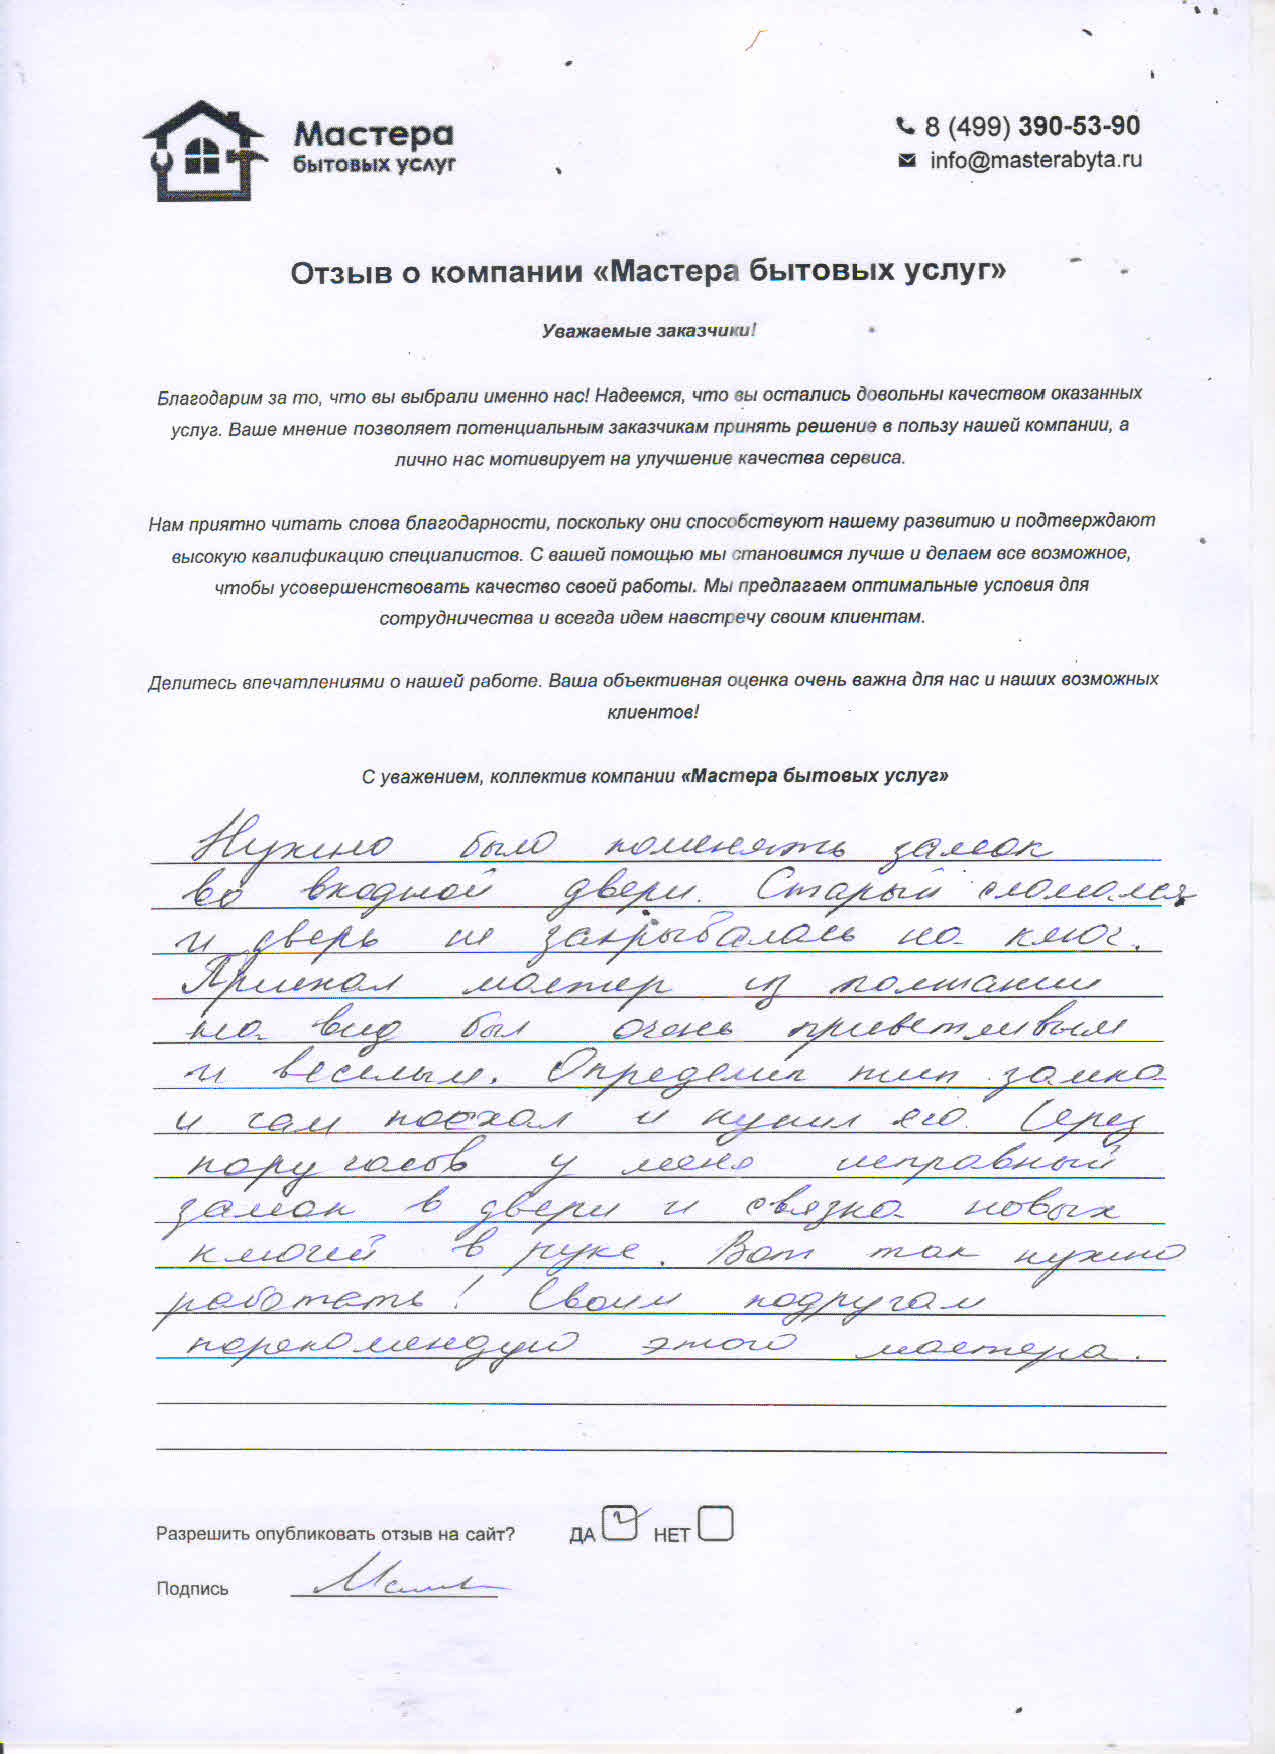 Мастера
бытовых услуг
8 (499) 390-53-90
info@masterabyta.ru
Отзыв о компании «Мастера бытовых услуг»
Уважаемые заказчики!
Благодарим за то, что вы выбрали именно нас! Надеемся, что вы остались довольны качеством оказанных
услуг. Ваше мнение позволяет потенциальным заказчикам принять решение в пользу нашей компании, а
лично нас мотивирует на улучшение качества сервиса.
Нам приятно читать слова благодарности, поскольку они способствуют нашему развитию и подтверждают
высокую квалификацию специалистов. С вашей помощью мы становимся лучше и делаем все возможное,
чтобы усовершенствовать качество своей работы. Мы предлагаем оптимальные условия для
сотрудничества и всегда идем навстречу своим клиентам.
Делитесь впечатлениями о нашей работе. Ваша объективная оценка очень важна для нас и наших возможных
клиентов!
С уважением, коллектив компании «Мастера бытовых услуг»
Нужно было поменять замок
во входной двери. Старый сломался
и дверь не закрывалась на ключ.
Приехал мастер из компании
на вид был очень приветливым
и веселым. Определил тип замка
и сам поехал и купил его. Через
пару часов у меня исправный
замок в двери и связка новых
ключей в руке. Вот так нужно
работать! Своим подругам
порекомендую этого мастера.
Разрешить опубликовать отзыв на сайт? ДА НЕТ
Подпись